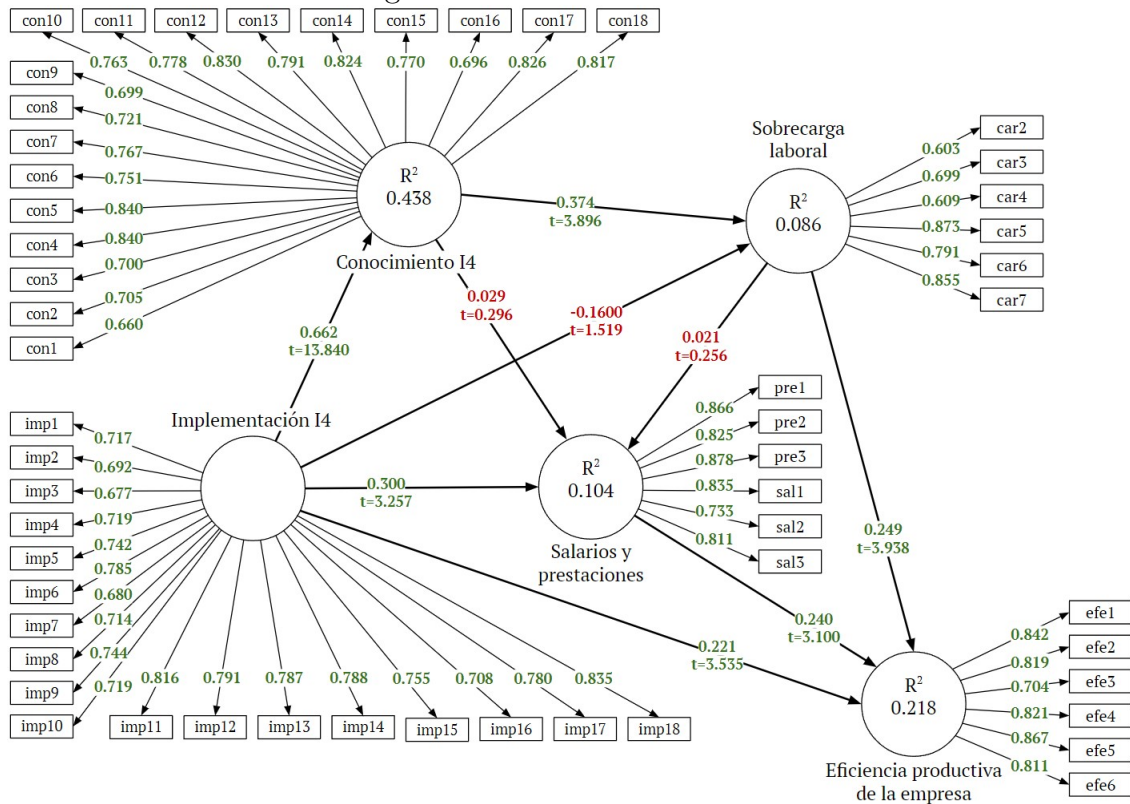 con10 con11 con12 con13 con14 con15 con16 con17 con18
0.763 0.778 0.830 0.791 0.824 0.770 0.696 0.826 0.817
con9 0.699
con8 0.721
con7 0.767
con6 0.751
con5 0.840
con4 0.840
con3 0.700
con2 0.705
con1 0.660
R²
0.438
Conocimiento I4
0.374
t=3.896
Sobrecarga
laboral
R²
0.086
0.603 car2
0.699 car3
0.609 car4
0.873 car5
0.791 car6
0.855 car7
0.029
t=0.296
-0.1600
t=1.519
0.021
t=0.256
0.662
t=13.840
Implementación I4
imp1 0.717
imp2 0.692
imp3 0.677
imp4 0.719
imp5 0.742
imp6 0.785
imp7 0.680
imp8 0.714
imp9 0.744
imp10 0.719
0.816 0.791 0.787 0.788 0.755 0.708 0.780 0.835
imp11 imp12 imp13 imp14 imp15 imp16 imp17 imp18
0.300
t=3.257
R²
0.104
Salarios y
prestaciones
0.866 pre1
0.825 pre2
0.878 pre3
0.835 sal1
0.733 sal2
0.811 sal3
0.249
t=3.938
0.240
t=3.100
0.221
t=3.535
R²
0.218
Eficiencia productiva
de la empresa
0.842 efe1
0.819 efe2
0.704 efe3
0.821 efe4
0.867 efe5
0.811 efe6